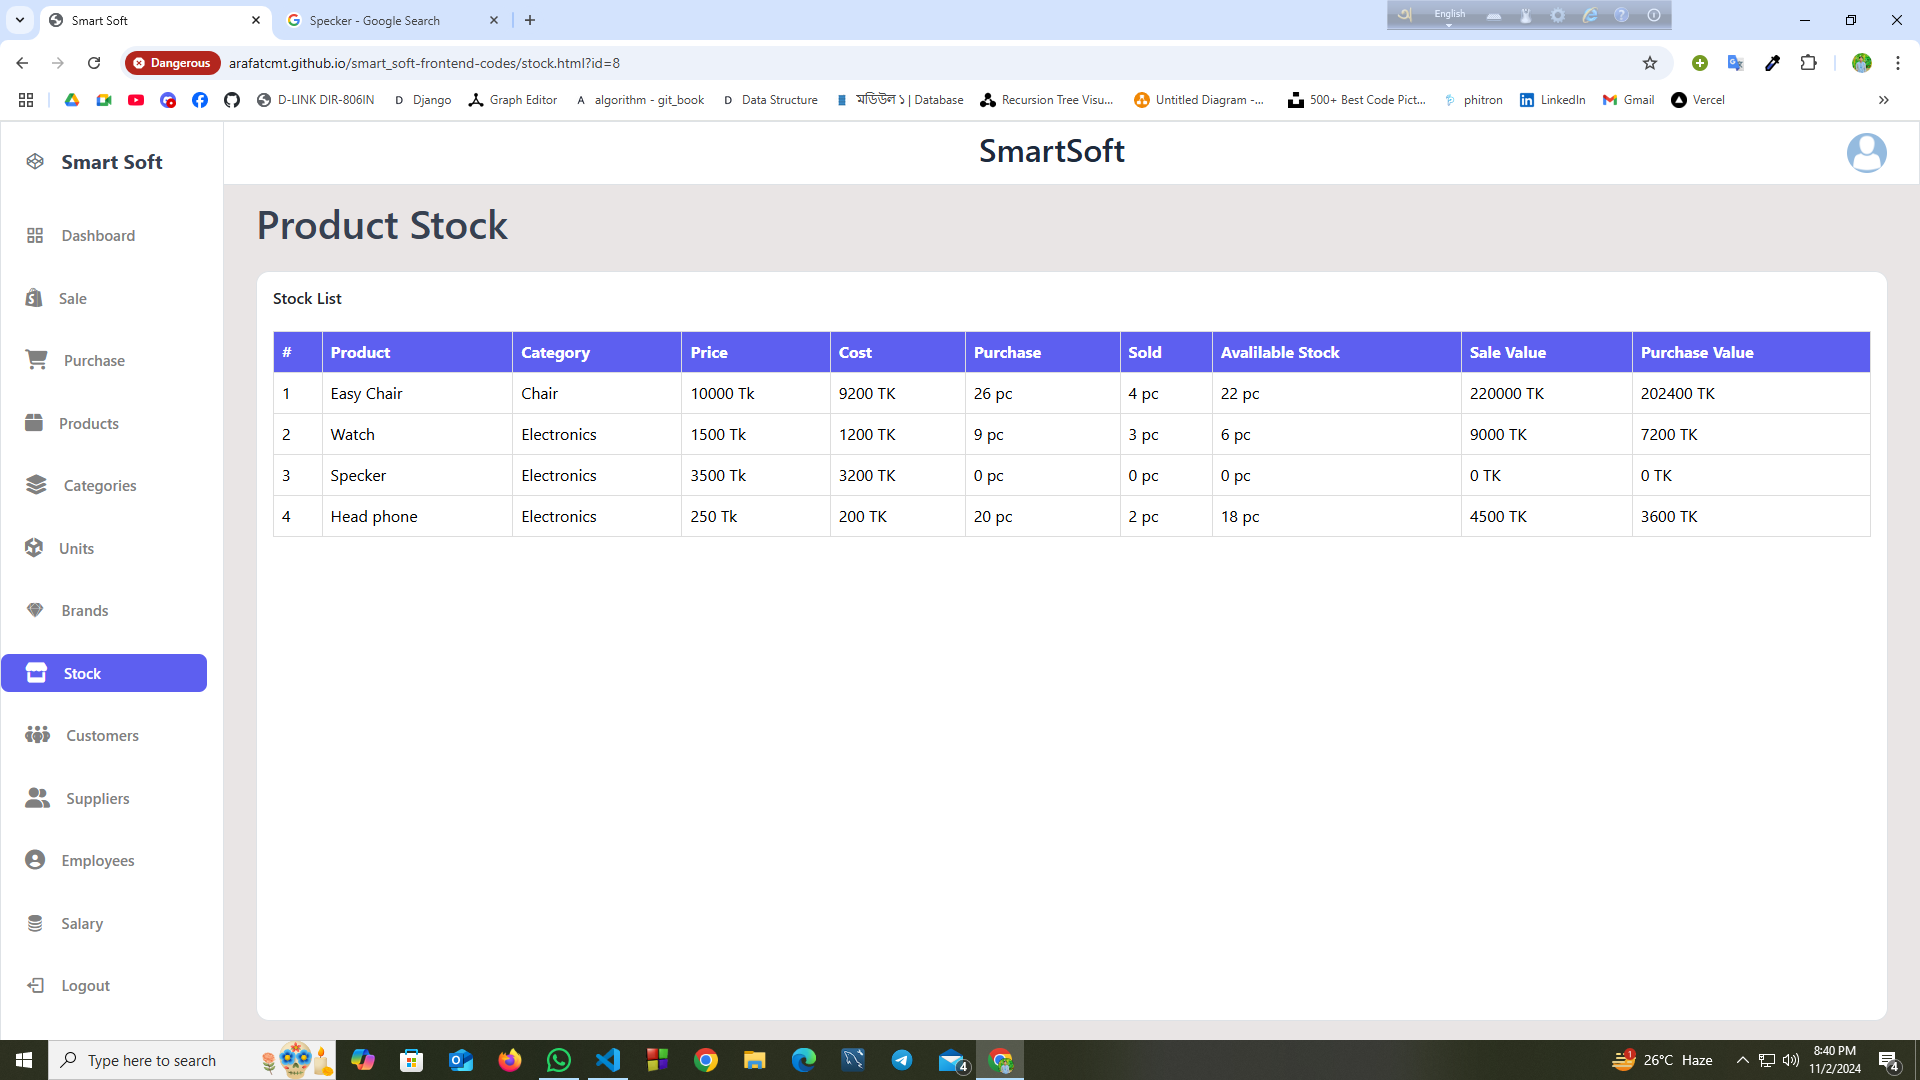 Smart Soft
Specker - Google Search
English
Dangerous
arafatcmt.github.io/smart_soft-frontend-codes/stock.html?id=8
D-LINK DIR-806IN
D Django
Graph Editor
A algorithm - git_book
D Data Structure
মডিউল ১ | Database
Recursion Tree Visu...
Untitled Diagram -...
500+ Best Code Pict...
phitron
LinkedIn
Gmail
Vercel
Smart Soft
SmartSoft
Dashboard
Sale
Purchase
Products
Categories
Units
Brands
Stock
Customers
Suppliers
Employees
Salary
Logout
Product Stock
Stock List
# Product Category Price Cost Purchase Sold Avalilable Stock Sale Value Purchase Value
1 Easy Chair Chair 10000 Tk 9200 TK 26 pc 4 pc 22 pc 220000 TK 202400 TK
2 Watch Electronics 1500 Tk 1200 TK 9 pc 3 pc 6 pc 9000 TK 7200 TK
3 Specker Electronics 3500 Tk 3200 TK 0 pc 0 pc 0 pc 0 TK 0 TK
4 Head phone Electronics 250 Tk 200 TK 20 pc 2 pc 18 pc 4500 TK 3600 TK
Type here to search
4
1
26°C Haze
8:40 PM
11/2/2024
4